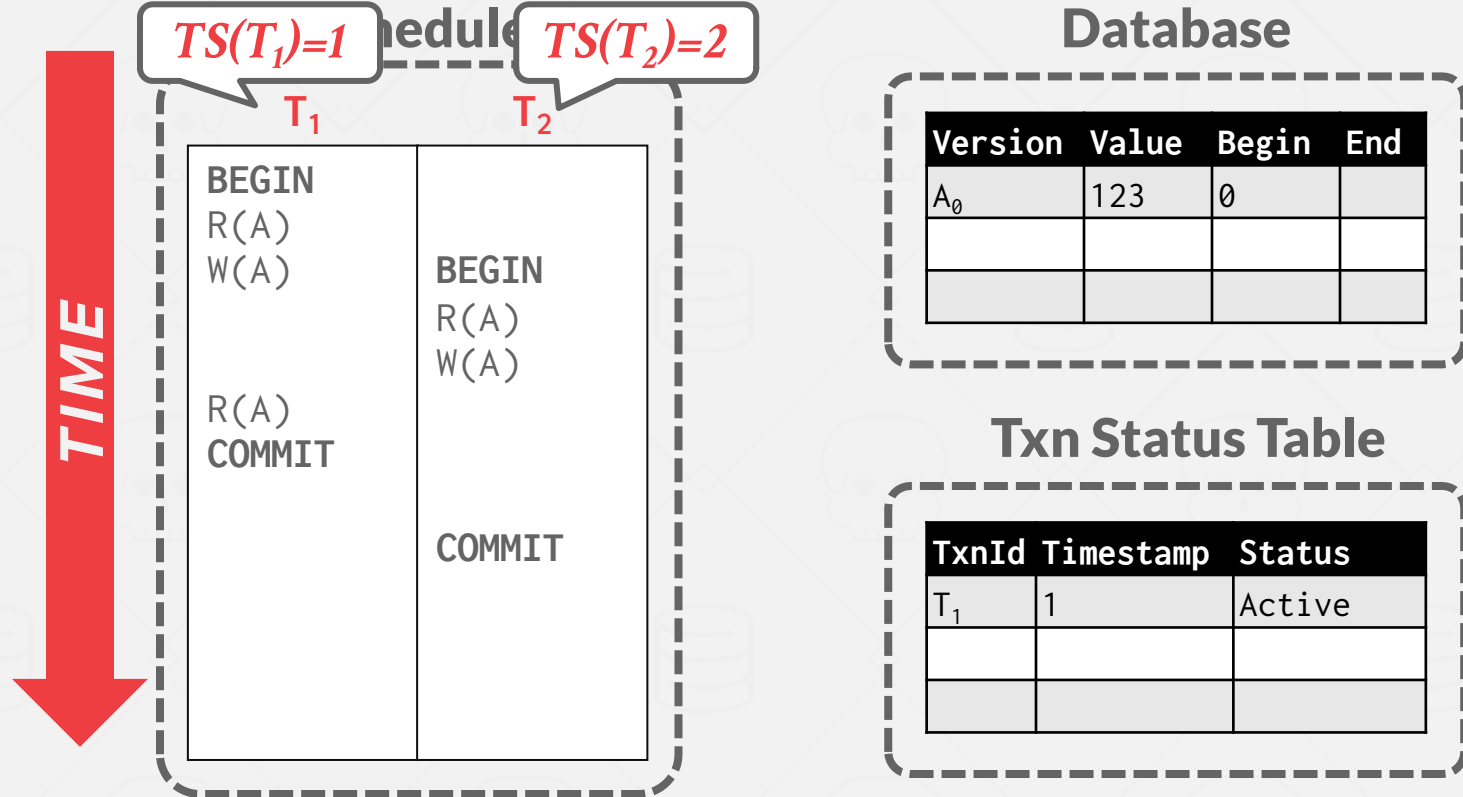 TS(T₁)=1 hedule TS(T₂)=2
T₁ T₂
BEGIN
R(A)
W(A) BEGIN
R(A)
W(A)
R(A)
COMMIT
COMMIT
TIME
Database
Version Value Begin End
A₀ 123 0
Txn Status Table
TxnId Timestamp Status
T₁ 1 Active